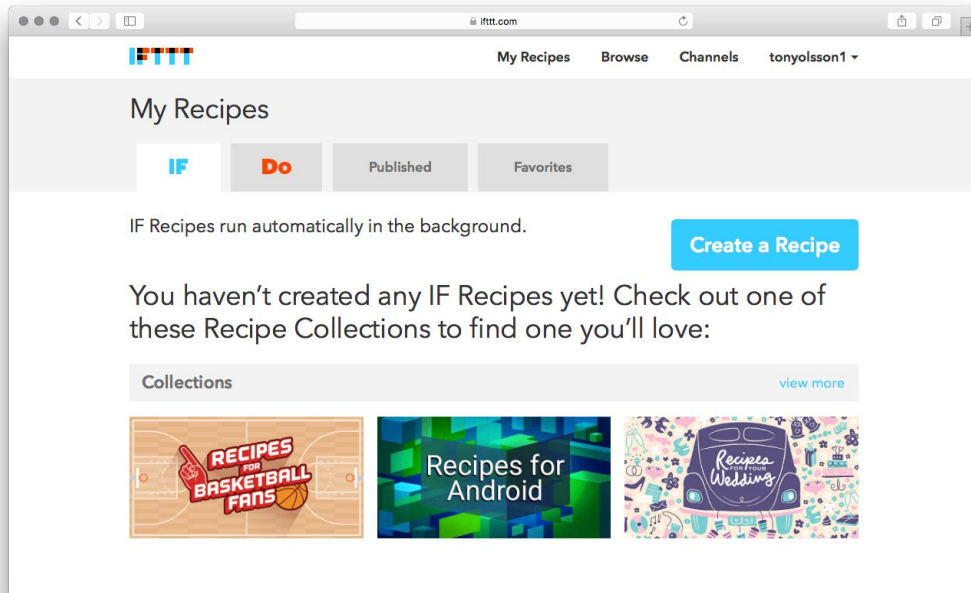 ifttt.com
IFTTT
My Recipes Browse Channels tonyolsson1
My Recipes
IF Do Published Favorites
IF Recipes run automatically in the background.
Create a Recipe
You haven’t created any IF Recipes yet! Check out one of
these Recipe Collections to find one you’ll love:
Collections view more
RECIPES
FOR
BASKETBALL
FANS
Recipes for
Android
Recipes
FOR YOUR
Wedding